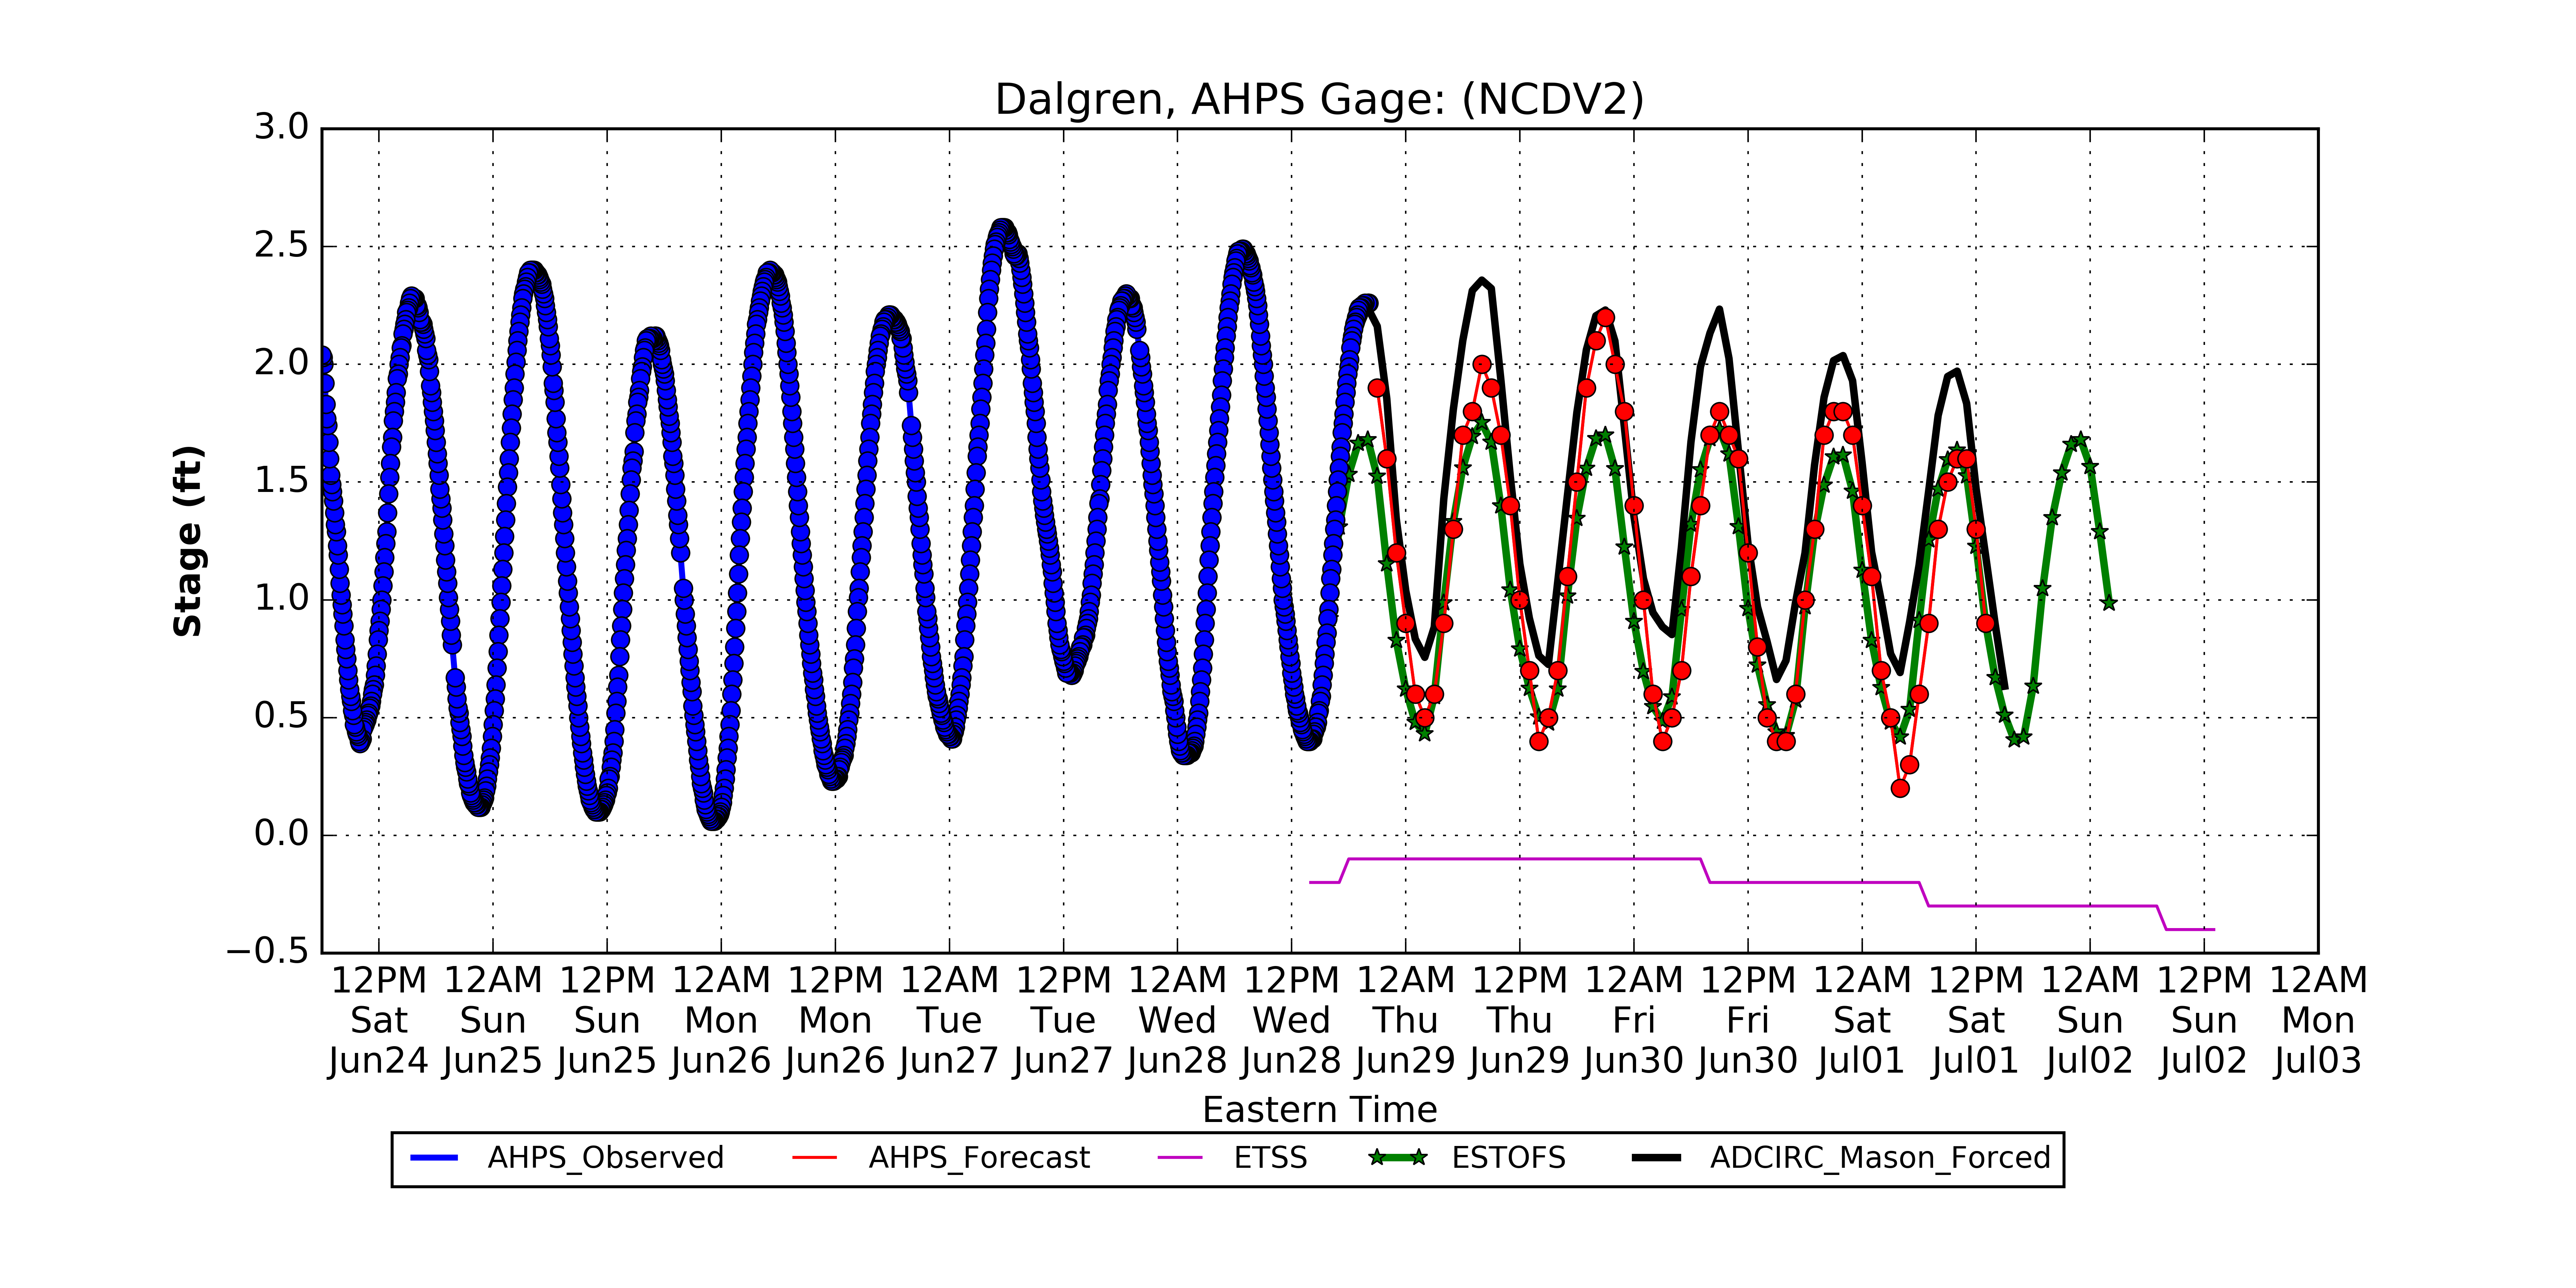 Dalgren, AHPS Gage: (NCDV2)
3.0
2.5
2.0
1.5
1.0
0.5
0.0
−0.5
Stage (ft)
12PM 12AM 12PM 12AM 12PM 12AM 12PM 12AM 12PM 12AM 12PM 12AM 12PM 12AM 12PM 12AM 12PM 12AM
Sat Sun Sun Mon Mon Tue Tue Wed Wed Thu Thu Fri Fri Sat Sat Sun Sun Mon
Jun24 Jun25 Jun25 Jun26 Jun26 Jun27 Jun27 Jun28 Jun28 Jun29 Jun29 Jun30 Jun30 Jul01 Jul01 Jul02 Jul02 Jul03
Eastern Time
AHPS_Observed AHPS_Forecast ETSS ESTOFS ADCIRC_Mason_Forced